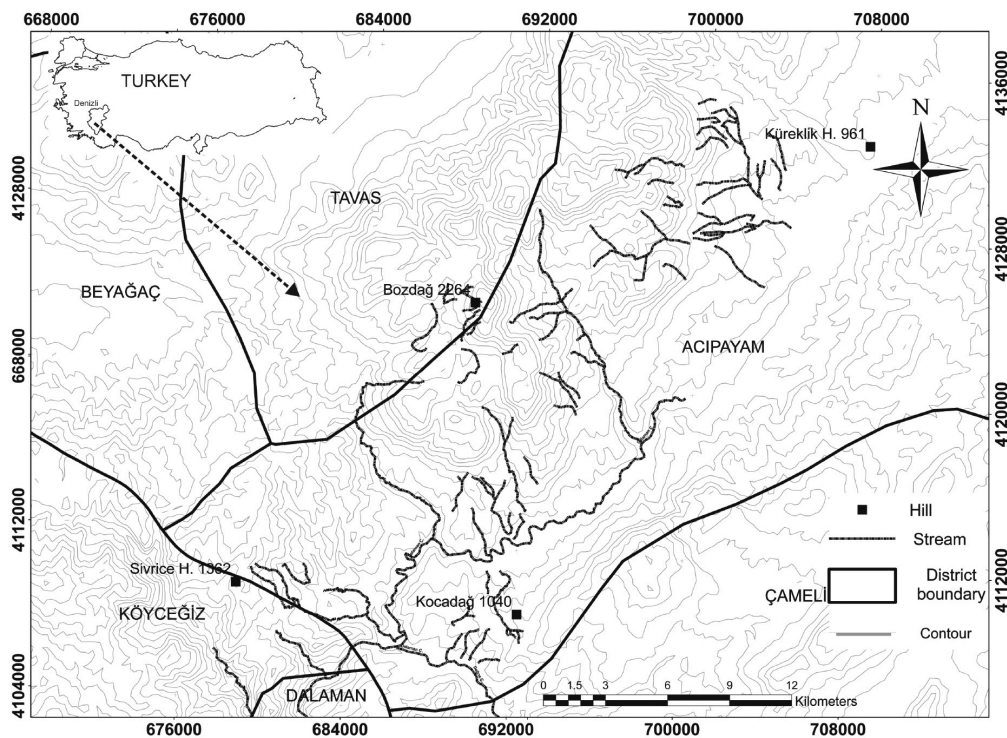 668000 676000 684000 692000 700000 708000
TURKEY
Denizli
4136000
N
Küreklik H. 961
4128000
TAVAS
4128000
BEYAĞAÇ
Bozdağ 2264
668000
ACIPAYAM
4120000
4112000
Hill
Stream
Sivrice H. 1362
District
boundary
4112000
KÖYCEĞİZ
Kocadağ 1040
ÇAMELİ
Contour
4104000
DALAMAN
0 1,5 3 6 9 12
Kilometers
676000 684000 692000 700000 708000